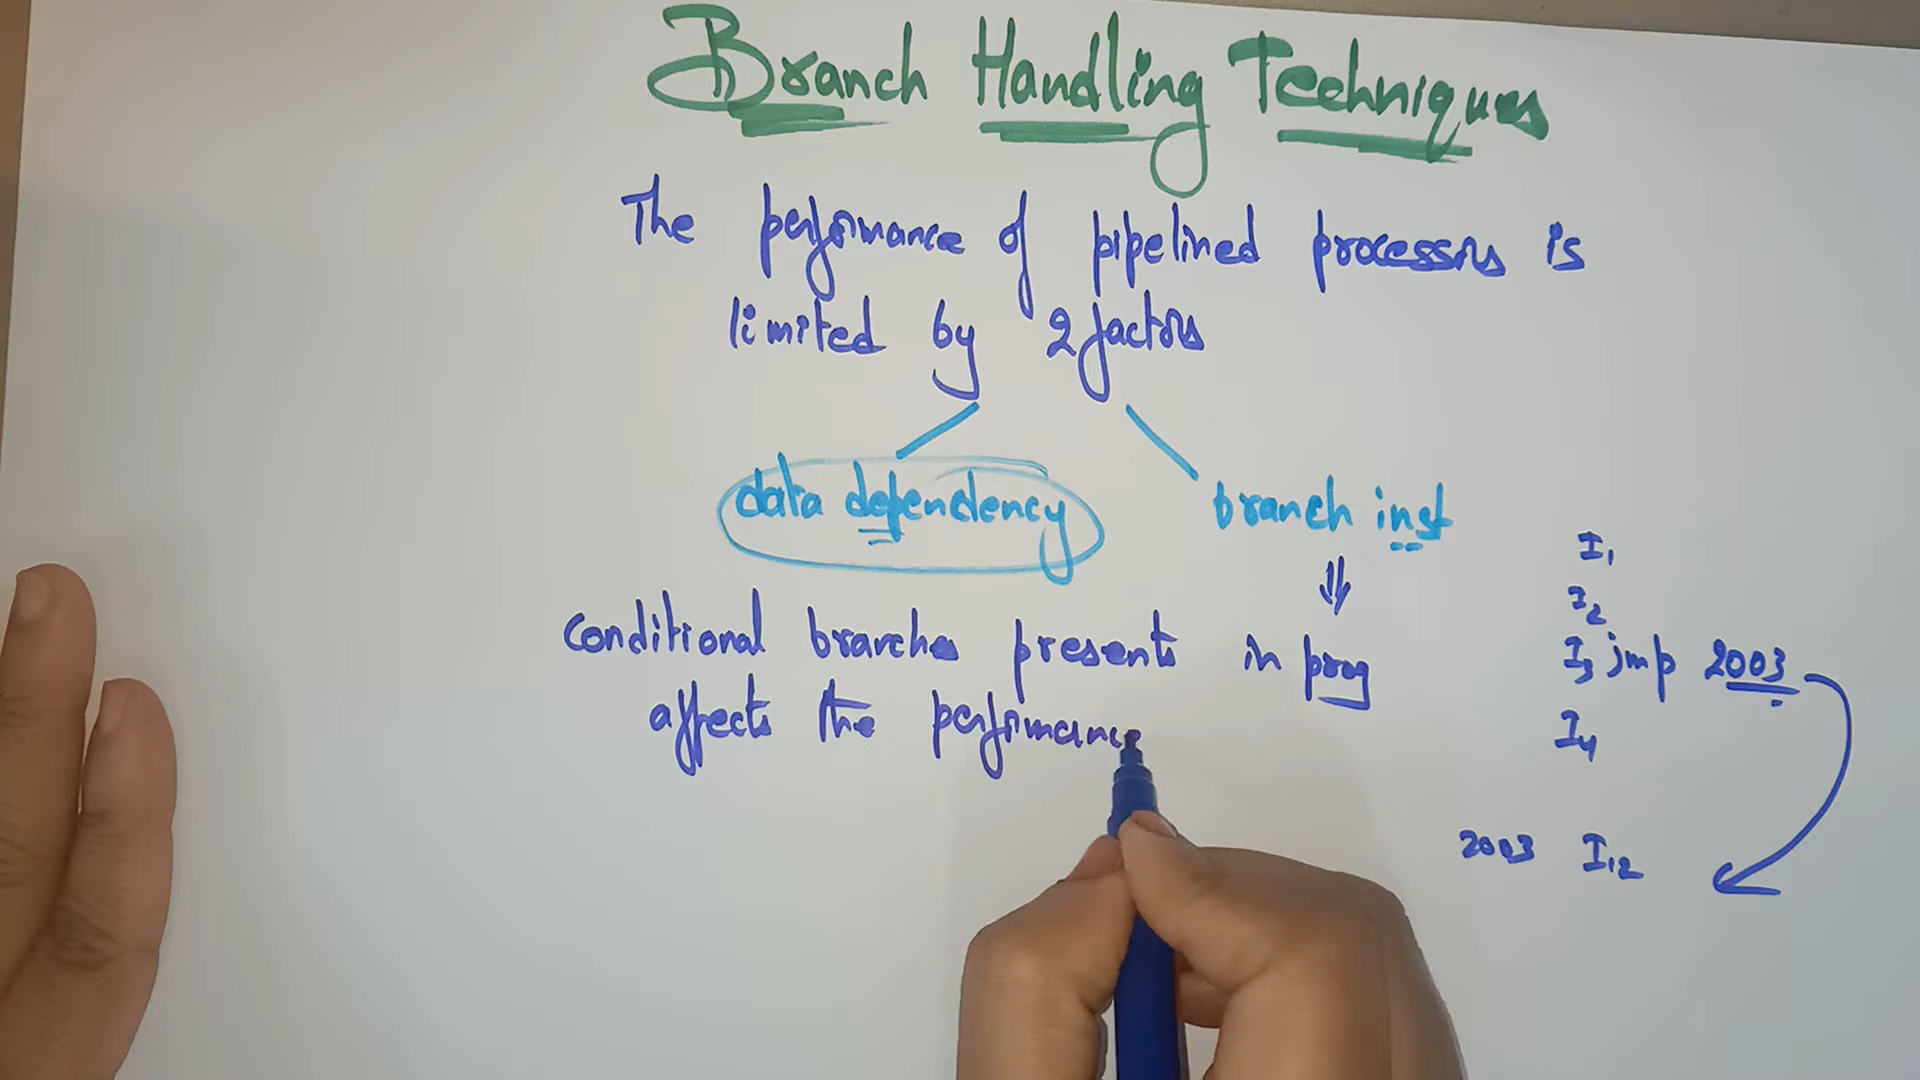 Branch Handling Techniques
The performance of pipelined processors is
limited by 2 factors
data dependency
branch inst
conditional branches presents in prog
affects the performance
I1
I2
I3 jmp 2003
I4
2003 I12